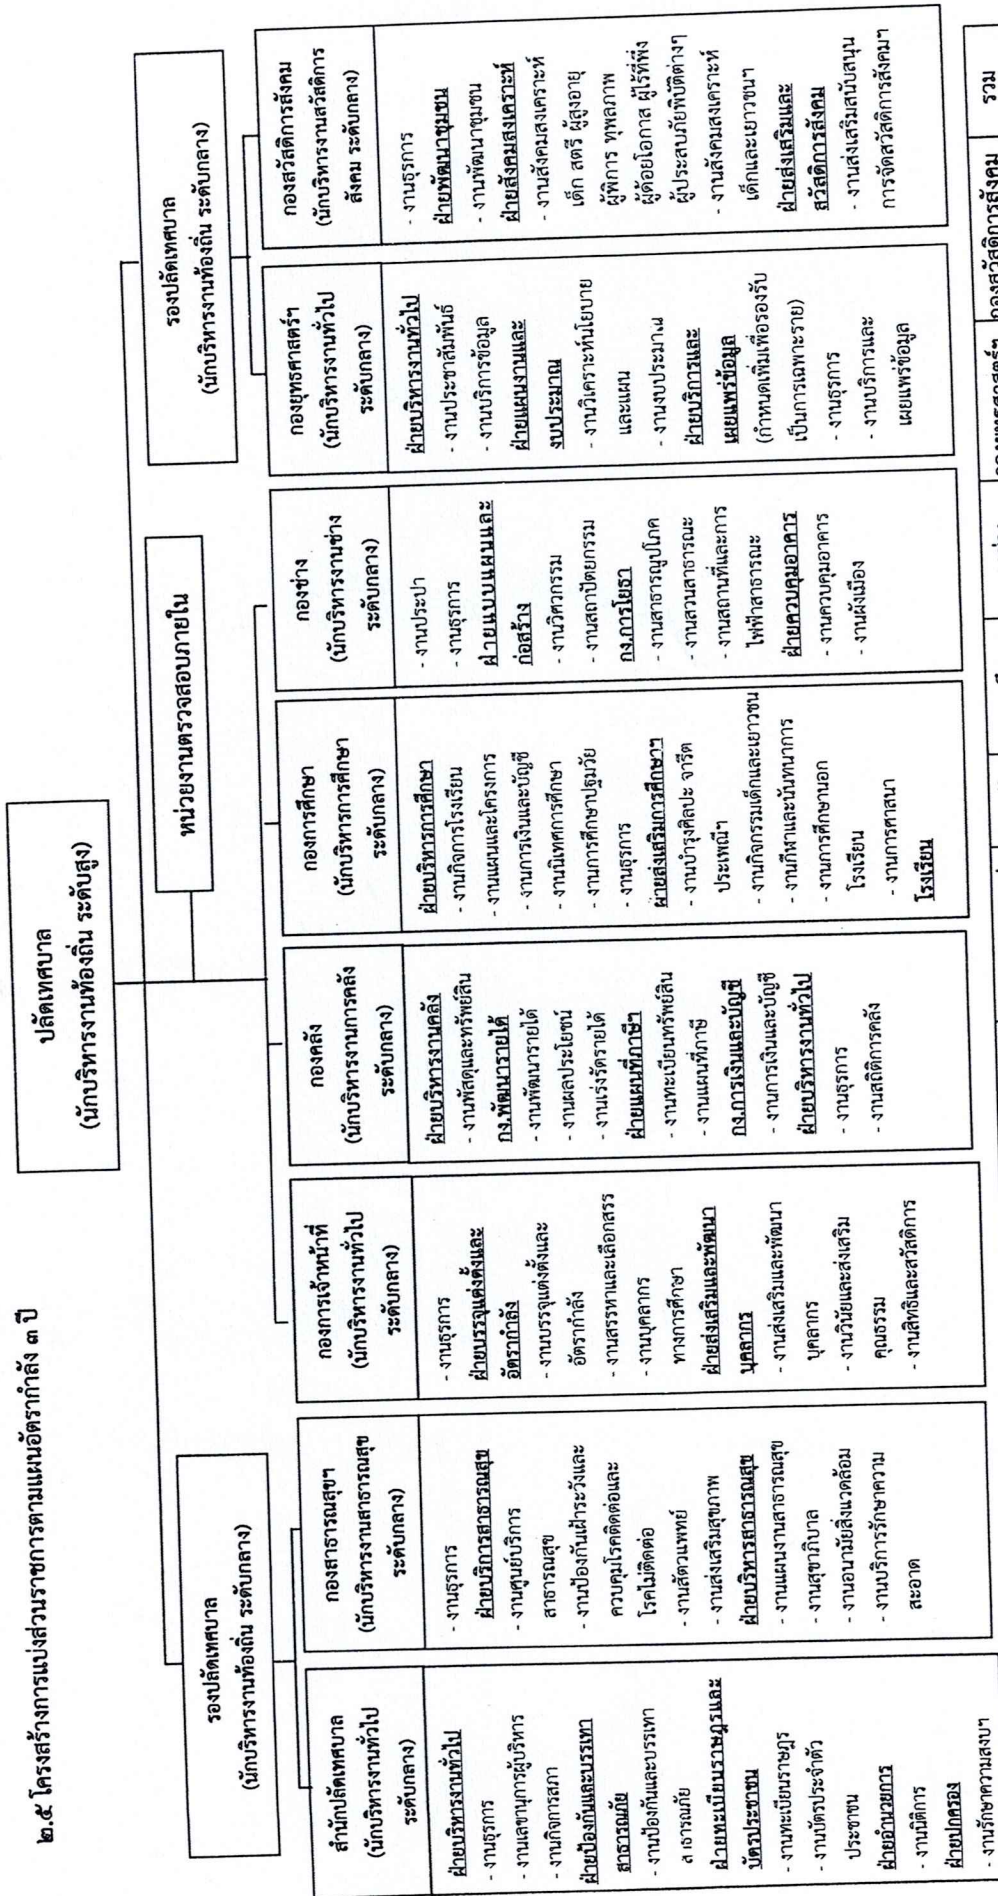 ๒.๕ โครงสร้างการแบ่งส่วนราชการตามแผนอัตรากำลัง ๓ ปี
ปลัดเทศบาล
(นักบริหารงานท้องถิ่น ระดับสูง)
หน่วยงานตรวจสอบภายใน
รองปลัดเทศบาล
(นักบริหารงานท้องถิ่น ระดับกลาง)
รองปลัดเทศบาล
(นักบริหารงานท้องถิ่น ระดับกลาง)
สำนักปลัดเทศบาล
(นักบริหารงานทั่วไป
ระดับกลาง)
ฝ่ายบริหารงานทั่วไป
- งานธุรการ
- งานเลขานุการผู้บริหาร
- งานกิจการสภา
ฝ่ายป้องกันและบรรเทา
สาธารณภัย
- งานป้องกันและบรรเทา
สาธารณภัย
ฝ่ายทะเบียนราษฎรและ
บัตรประชาชน
- งานทะเบียนราษฎร
- งานบัตรประจำตัว
ประชาชน
ฝ่ายอำนวยการ
- งานนิติการ
ฝ่ายปกครอง
- งานรักษาความสงบฯ
กองสาธารณสุขฯ
(นักบริหารงานสาธารณสุข
ระดับกลาง)
- งานธุรการ
ฝ่ายบริการสาธารณสุข
- งานศูนย์บริการ
สาธารณสุข
- งานป้องกันเฝ้าระวังและ
ควบคุมโรคติดต่อและ
โรคไม่ติดต่อ
- งานสัตวแพทย์
- งานส่งเสริมสุขภาพ
ฝ่ายบริหารสาธารณสุข
- งานแผนงานสาธารณสุข
- งานสุขาภิบาล
- งานอนามัยสิ่งแวดล้อม
- งานบริการรักษาความ
สะอาด
กองการเจ้าหน้าที่
(นักบริหารงานทั่วไป
ระดับกลาง)
- งานธุรการ
ฝ่ายบรรจุแต่งตั้งและ
อัตรากำลัง
- งานบรรจุแต่งตั้งและ
อัตรากำลัง
- งานสรรหาและเลือกสรร
- งานบุคลากร
ทางการศึกษา
ฝ่ายส่งเสริมและพัฒนา
บุคลากร
- งานส่งเสริมและพัฒนา
บุคลากร
- งานวินัยและส่งเสริม
คุณธรรม
- งานสิทธิและสวัสดิการ
กองคลัง
(นักบริหารงานการคลัง
ระดับกลาง)
ฝ่ายบริหารงานคลัง
- งานพัสดุและทรัพย์สิน
กง.พัฒนารายได้
- งานพัฒนารายได้
- งานผลประโยชน์
- งานเร่งรัดรายได้
ฝ่ายแผนที่ภาษีฯ
- งานทะเบียนทรัพย์สิน
- งานแผนที่ภาษี
กง.การเงินและบัญชี
- งานการเงินและบัญชี
ฝ่ายบริหารงานทั่วไป
- งานธุรการ
- งานสถิติการคลัง
กองการศึกษา
(นักบริหารการศึกษา
ระดับกลาง)
ฝ่ายบริหารการศึกษา
- งานกิจการโรงเรียน
- งานแผนและโครงการ
- งานการเงินและบัญชี
- งานนิเทศการศึกษา
- งานการศึกษาปฐมวัย
- งานธุรการ
ฝ่ายส่งเสริมการศึกษาฯ
- งานบำรุงศิลปะ จารีต
ประเพณีฯ
- งานกิจกรรมเด็กและเยาวชน
- งานกีฬาและนันทนาการ
- งานการศึกษานอก
โรงเรียน
- งานการศาสนา
โรงเรียน
กองช่าง
(นักบริหารงานช่าง
ระดับกลาง)
- งานประปา
- งานธุรการ
ฝ่ายแบบแผนและ
ก่อสร้าง
- งานวิศวกรรม
- งานสถาปัตยกรรม
กง.การโยธา
- งานสาธารณูปโภค
- งานสวนสาธารณะ
- งานสถานที่และการ
ไฟฟ้าสาธารณะ
ฝ่ายควบคุมอาคาร
- งานควบคุมอาคาร
- งานผังเมือง
กองยุทธศาสตร์ฯ
(นักบริหารงานทั่วไป
ระดับกลาง)
ฝ่ายบริหารงานทั่วไป
- งานประชาสัมพันธ์
- งานบริการข้อมูล
ฝ่ายแผนงานและ
งบประมาณ
- งานวิเคราะห์นโยบาย
และแผน
- งานงบประมาณ
ฝ่ายบริการและ
เผยแพร่ข้อมูล
(กำหนดเพิ่มเพื่อรองรับ
เป็นการเฉพาะราย)
- งานธุรการ
- งานบริการและ
เผยแพร่ข้อมูล
กองสวัสดิการสังคม
(นักบริหารงานสวัสดิการ
สังคม ระดับกลาง)
- งานธุรการ
ฝ่ายพัฒนาชุมชน
- งานพัฒนาชุมชน
ฝ่ายสังคมสงเคราะห์
- งานสังคมสงเคราะห์
เด็ก สตรี ผู้สูงอายุ
ผู้พิการ ทุพลภาพ
ผู้ด้อยโอกาส ผู้ไร้ที่พึ่ง
ผู้ประสบภัยพิบัติต่างๆ
- งานสังคมสงเคราะห์
เด็กและเยาวชนฯ
ฝ่ายส่งเสริมและ
สวัสดิการสังคม
- งานส่งเสริมสนับสนุน
การจัดสวัสดิการสังคมฯ
กองสวัสดิการสังคม
รวม